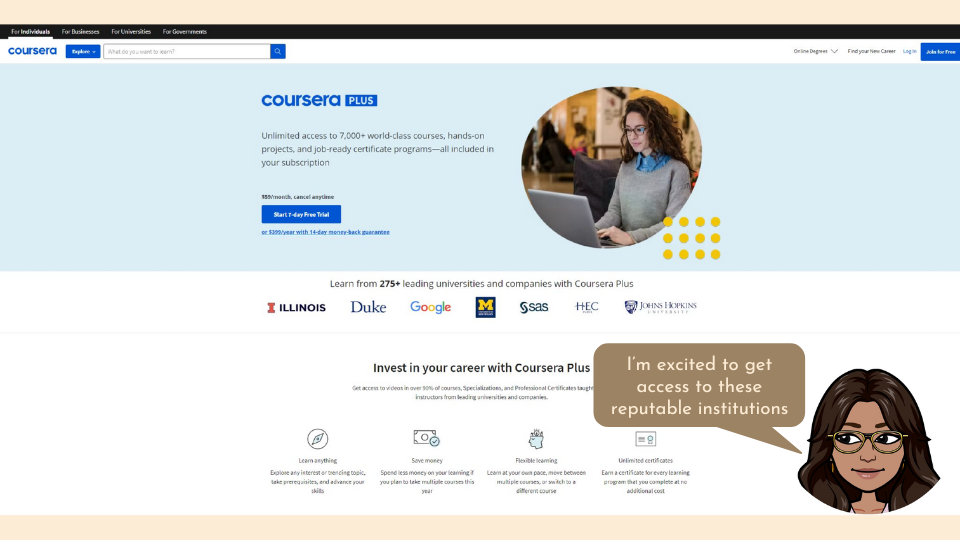 For Individuals For Businesses For Universities For Governments
coursera Explore What do you want to learn? Online Degrees Find your New Career Log In Join for Free
coursera PLUS
Unlimited access to 7,000+ world-class courses, hands-on
projects, and job-ready certificate programs—all included in
your subscription
$59/month, cancel anytime
Start 7-day Free Trial
or $399/year with 14-day money-back guarantee
Learn from 275+ leading universities and companies with Coursera Plus
ILLINOIS Duke Google M sas HEC PARIS JOHNS HOPKINS
UNIVERSITY
Invest in your career with Coursera Plus
Get access to videos in over 90% of courses, Specializations, and Professional Certificates taught
instructors from leading universities and companies.
I'm excited to get
access to these
reputable institutions
Learn anything
Explore any interest or trending topic,
take prerequisites, and advance your
skills
Save money
Spend less money on your learning if
you plan to take multiple courses this
year
Flexible learning
Learn at your own pace, move between
multiple courses, or switch to a
different course
Unlimited certificates
Earn a certificate for every learning
program that you complete at no
additional cost